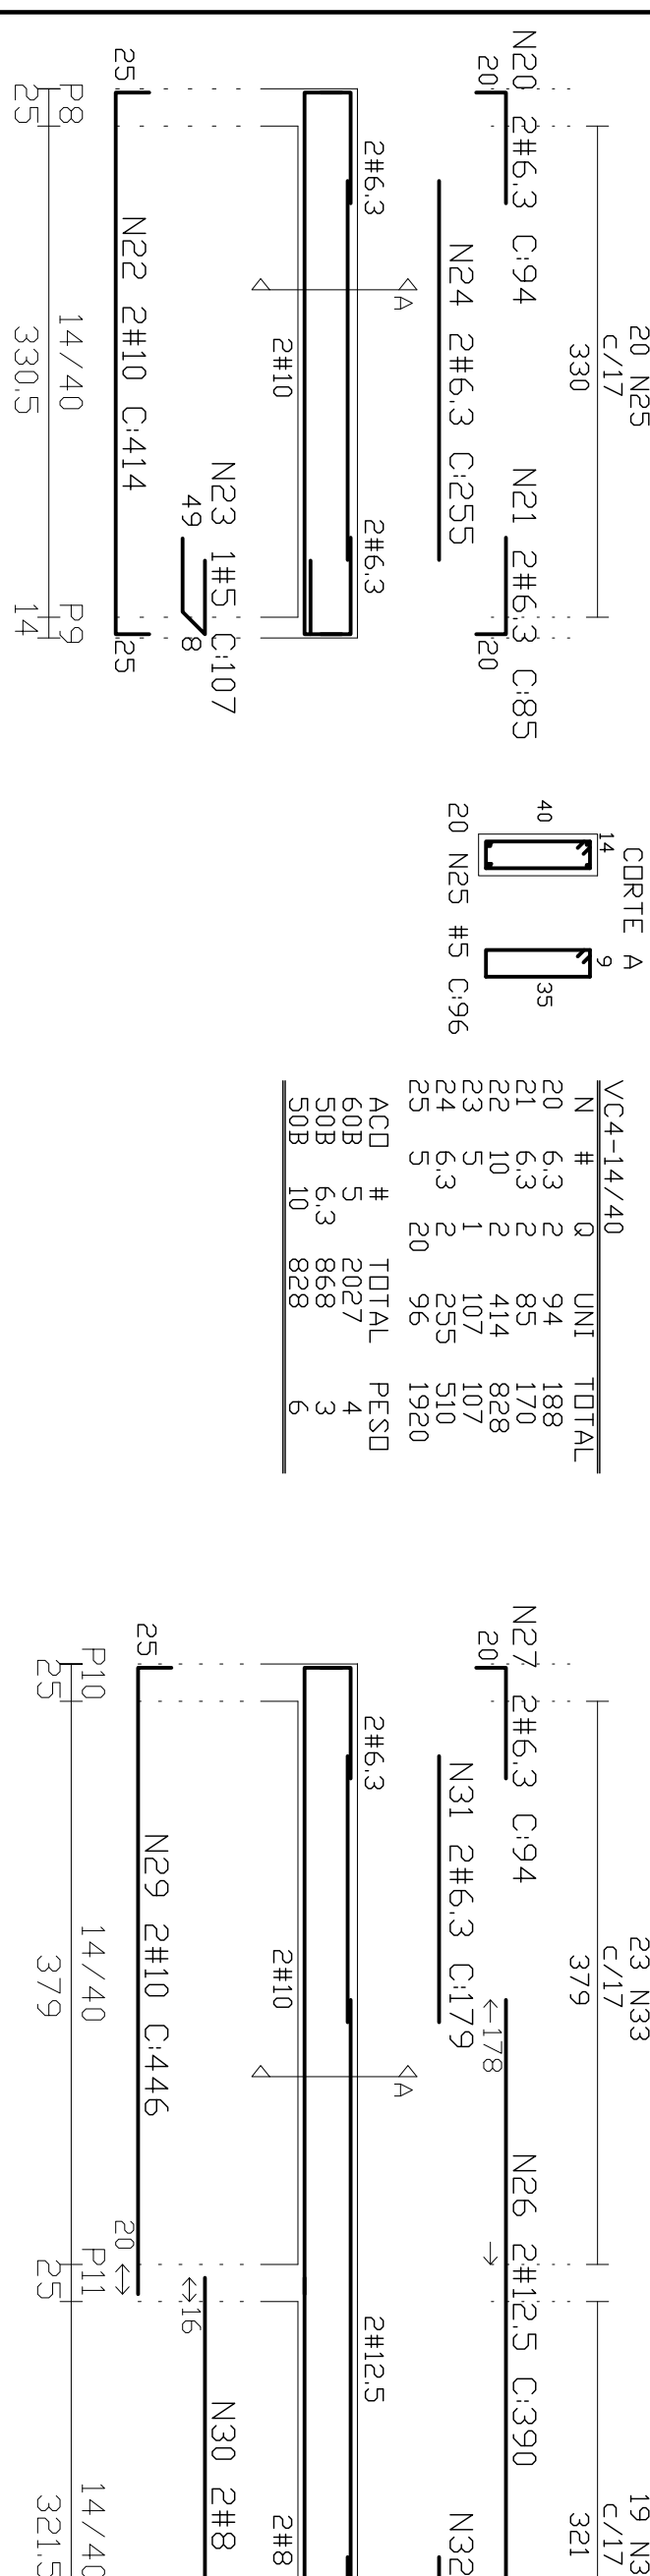 20 N25
c/17
330
N20 2#6.3 C:94
20
N21 2#6.3 C:85
20
N24 2#6.3 C:255
A
2#6.3
2#6.3
2#10
N23 1#5 C:107
49
8
N22 2#10 C:414
25
25
P8
14/40
P9
25
330.5
14
CORTE A
14
9
40
35
20 N25 #5 C:96
VC4-14/40
N # Q UNI TOTAL
20 6.3 2 94 188
21 6.3 2 85 170
22 10 2 414 828
23 5 1 107 107
24 6.3 2 255 510
25 5 20 96 1920
ACO # TOTAL PESO
60B 5 2027 4
50B 6.3 868 3
50B 10 828 6
23 N33
c/17
379
19 N3
c/17
321
N27 2#6.3 C:94
20
←178 →
N26 2#12.5 C:390
N31 2#6.3 C:179
N32
A
2#6.3
2#12.5
2#10
2#8
N30 2#8
↔16
N29 2#10 C:446
25
20 ↔
P10
14/40
P11
14/40
25
379
25
321.5